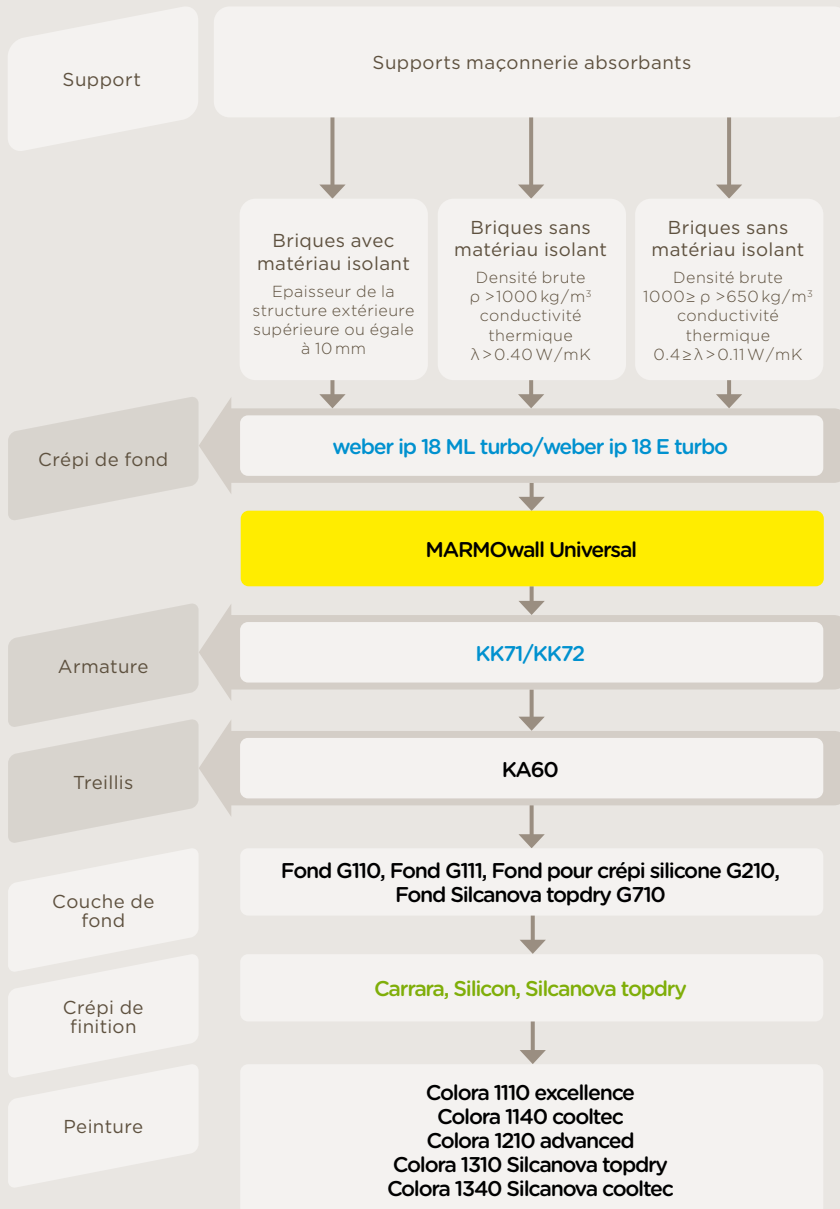 Support
Supports maçonnerie absorbants
Briques avec
matériau isolant
Epaisseur de la
structure extérieure
supérieure ou égale
à 10 mm
Briques sans
matériau isolant
Densité brute
ρ >1000 kg/m³
conductivité
thermique
λ>0.40 W/mK
Briques sans
matériau isolant
Densité brute
1000≥ ρ >650 kg/m³
conductivité
thermique
0.4≥λ>0.11 W/mK
Crépi de fond
weber ip 18 ML turbo/weber ip 18 E turbo
MARMOwall Universal
Armature
KK71/KK72
Treillis
KA60
Couche de
fond
Fond G110, Fond G111, Fond pour crépi silicone G210,
Fond Silcanova topdry G710
Crépi de
finition
Carrara, Silicon, Silcanova topdry
Peinture
Colora 1110 excellence
Colora 1140 cooltec
Colora 1210 advanced
Colora 1310 Silcanova topdry
Colora 1340 Silcanova cooltec